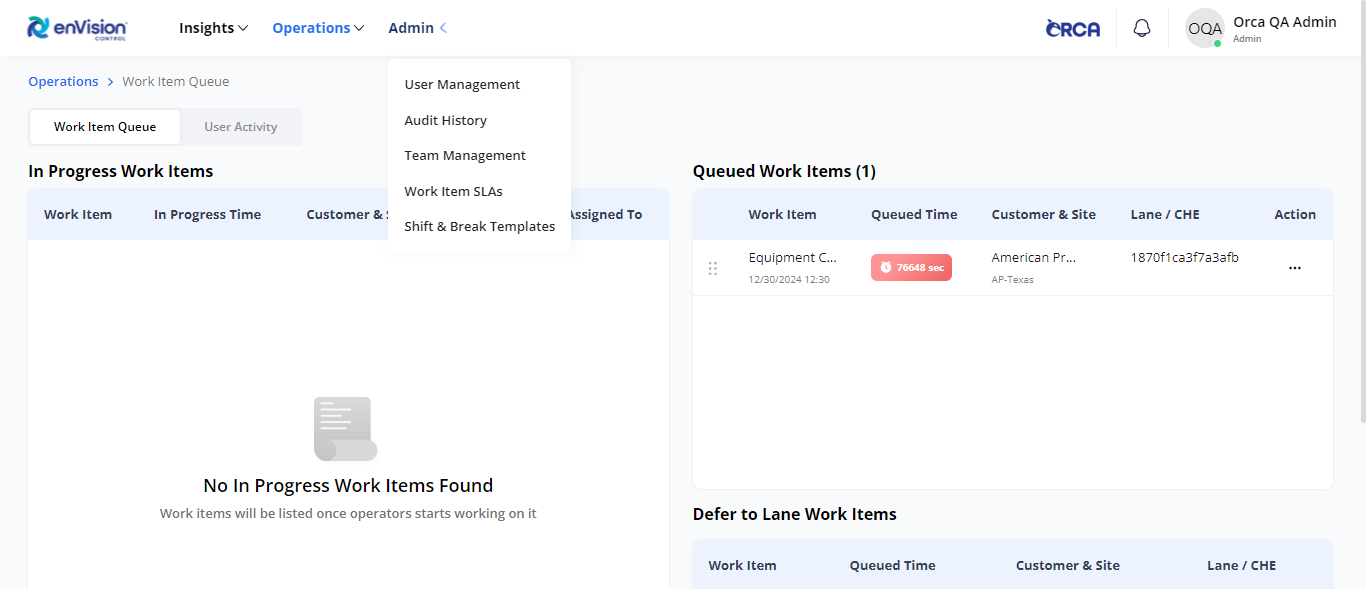 enVision
CONTROL
Insights
Operations
Admin
ORCA
OQA
Orca QA Admin
Admin
Operations > Work Item Queue
User Management
Audit History
Team Management
Work Item SLAs
Shift & Break Templates
Work Item Queue
User Activity
In Progress Work Items
Work Item
In Progress Time
Customer &
Assigned To
No In Progress Work Items Found
Work items will be listed once operators starts working on it
Queued Work Items (1)
Work Item
Queued Time
Customer & Site
Lane / CHE
Action
Equipment C...
12/30/2024 12:30
76648 sec
American Pr...
AP-Texas
1870f1ca3f7a3afb
...
Defer to Lane Work Items
Work Item
Queued Time
Customer & Site
Lane / CHE